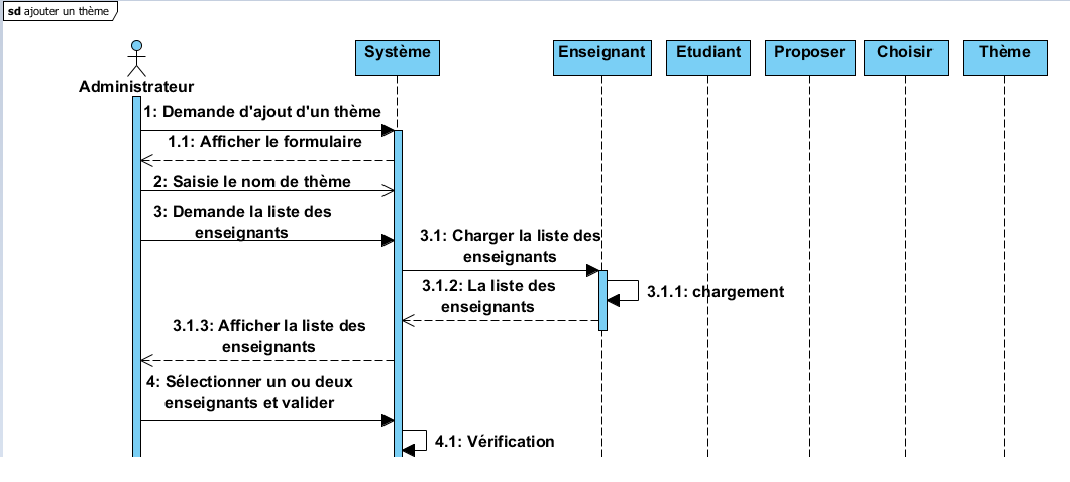 sd ajouter un thème
Système
Enseignant
Etudiant
Proposer
Choisir
Thème
Administrateur
1: Demande d'ajout d'un thème
1.1: Afficher le formulaire
2: Saisie le nom de thème
3: Demande la liste des
enseignants
3.1: Charger la liste des
enseignants
3.1.2: La liste des
enseignants
3.1.1: chargement
3.1.3: Afficher la liste des
enseignants
4: Sélectionner un ou deux
enseignants et valider
4.1: Vérification